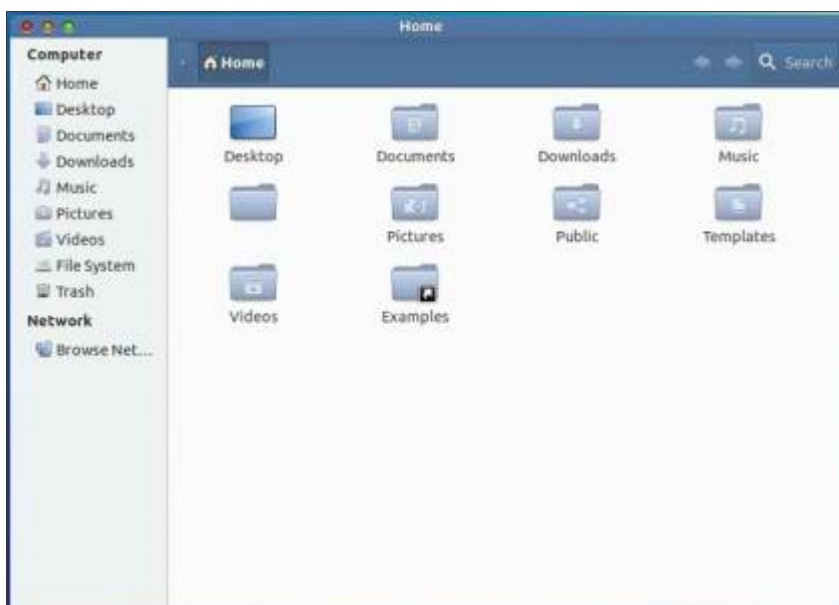 Home
Computer
Home
Desktop
Documents
Downloads
Music
Pictures
Videos
File System
Trash
Network
Browse Net...
Home
Search
Desktop
Documents
Downloads
Music
Pictures
Public
Templates
Videos
Examples